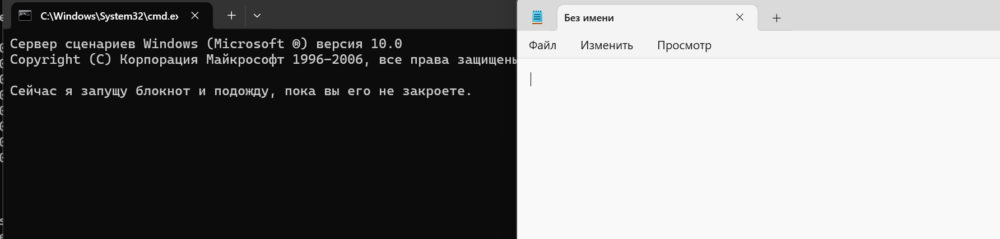 C:\Windows\System32\cmd.ex
Сервер сценариев Windows (Microsoft ®) версия 10.0
Copyright (C) Корпорация Майкрософт 1996-2006, все права защищены
Сейчас я запущу блокнот и подожду, пока вы его не закроете.
Без имени
Файл Изменить Просмотр